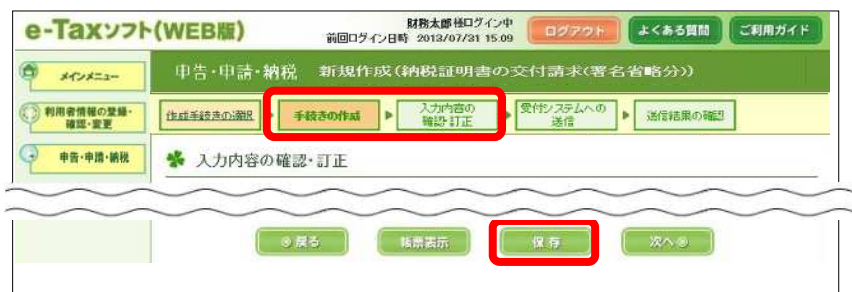 e-Taxソフト(WEB版)
財務太郎 様ログイン中
前回ログイン日時 2013/07/31 15:09
ログアウト
よくある質問
ご利用ガイド
メインメニュー
申告・申請・納税 新規作成(納税証明書の交付請求(署名省略分))
利用者情報の登録・
確認・変更
作成手続きの選択
手続きの作成
入力内容の
確認・訂正
受付システムへの
送信
送信結果の確認
申告・申請・納税
入力内容の確認・訂正
戻る
帳票表示
保存
次へ